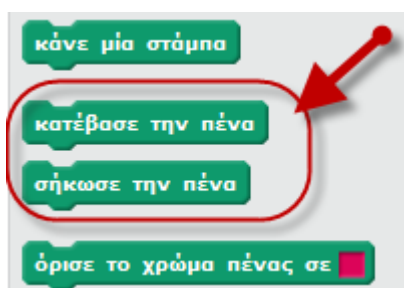 κάνε μία στάμπα
κατέβασε την πένα
σήκωσε την πένα
όρισε το χρώμα πένας σε